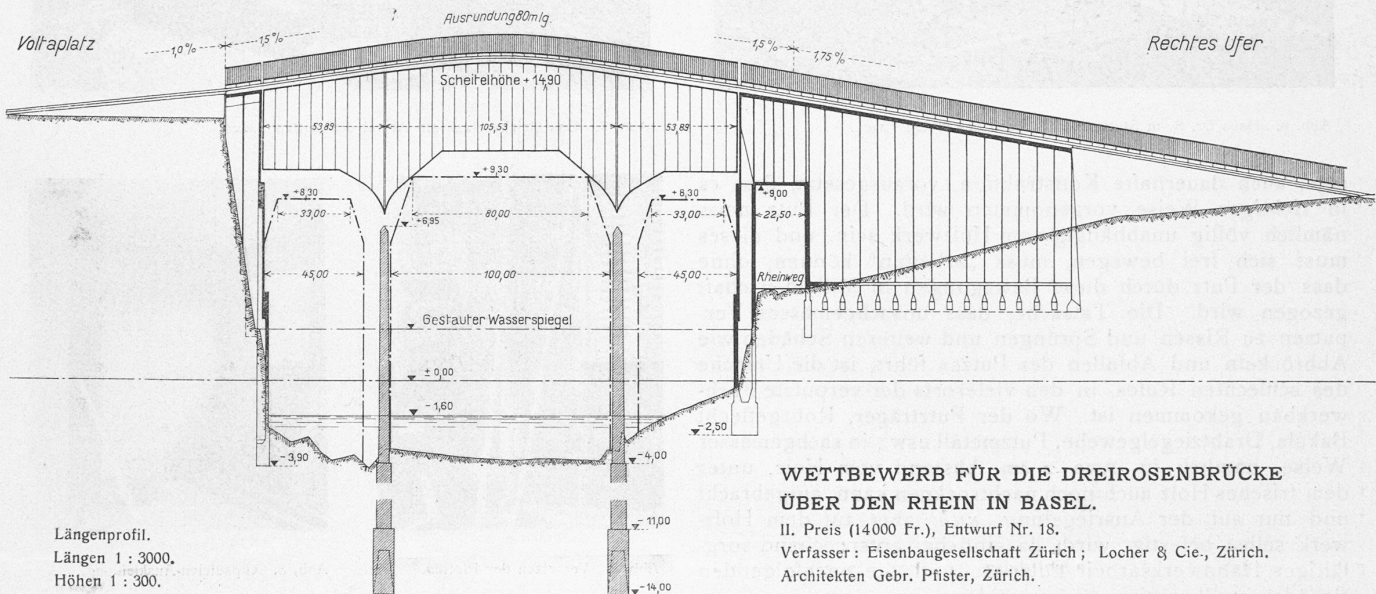 Ausrundung 80 m lg.
Voltaplatz
1,0%
1,5%
1,5%
1,75%
Rechtes Ufer
Scheitelhöhe + 14,90
53,89
105,53
53,89
+9,30
+8,30
+8,30
+9,00
33,00
+6,95
80,00
33,00
22,50
45,00
100,00
45,00
Rheinweg
Gestauter Wasserspiegel
± 0,00
-1,60
-2,50
-3,90
-4,00
-11,00
-14,00
WETTBEWERB FÜR DIE DREIROSENBRÜCKE
ÜBER DEN RHEIN IN BASEL.
Längenprofil.
Längen 1 : 3000.
Höhen 1 : 300.
I. Preis (14000 Fr.), Entwurf Nr. 18.
Verfasser: Eisenbaugesellschaft Zürich; Locher & Cie., Zürich.
Architekten Gebr. Pfister, Zürich.